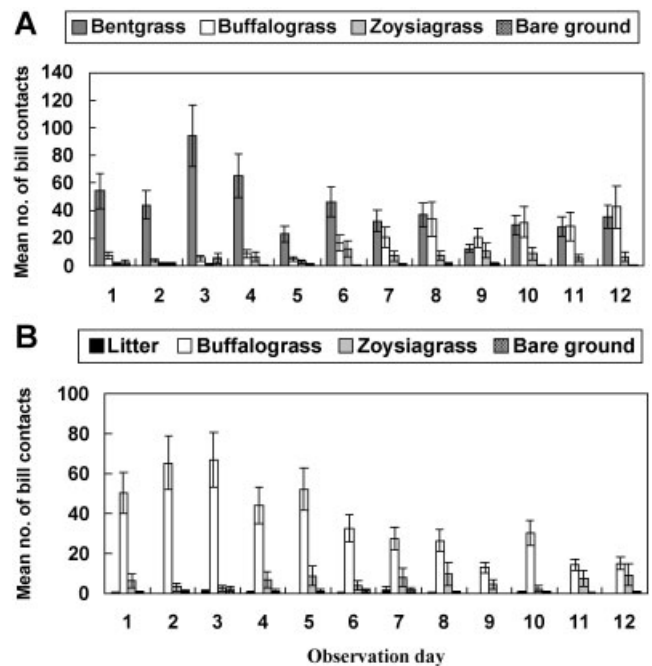 A
Bentgrass Buffalograss Zoysiagrass Bare ground
Mean no. of bill contacts
140
120
100
80
60
40
20
0
1 2 3 4 5 6 7 8 9 10 11 12
B
Litter Buffalograss Zoysiagrass Bare ground
Mean no. of bill contacts
100
80
60
40
20
0
1 2 3 4 5 6 7 8 9 10 11 12
Observation day